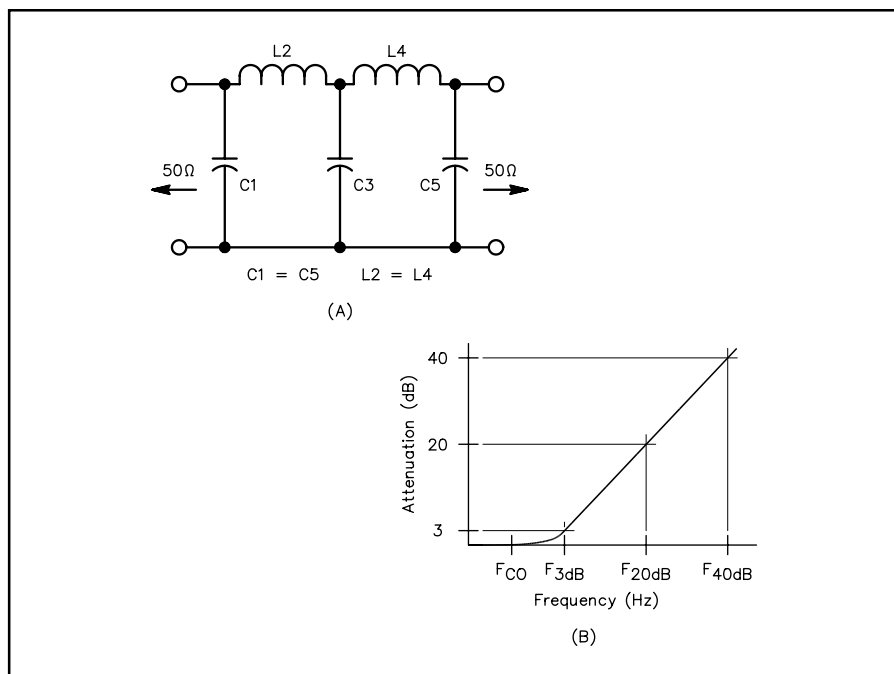 L2 L4
50Ω C1 C3 C5 50Ω
C1 = C5 L2 = L4
(A)
40
20
3
Attenuation (dB)
FCO F3dB F20dB F40dB
Frequency (Hz)
(B)